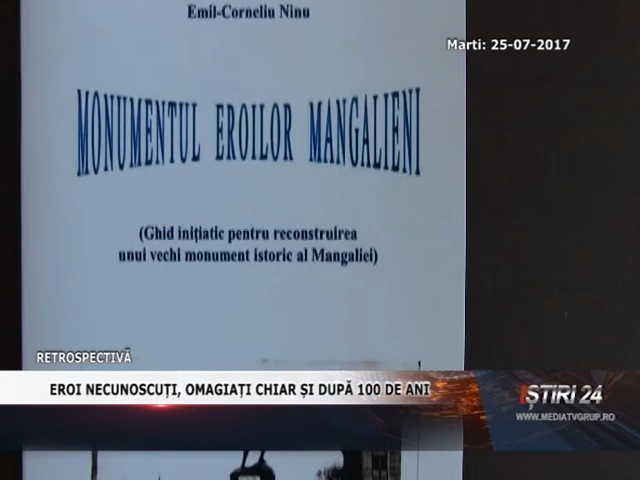 Emil-Corneliu Ninu
Marti: 25-07-2017
MONUMENTUL EROILOR MANGALIENI
(Ghid inițiatic pentru reconstruirea
unui vechi monument istoric al Mangaliei)
RETROSPECTIVĂ
EROI NECUNOSCUȚI, OMAGIAȚI CHIAR ȘI DUPĂ 100 DE ANI
ȘTIRI 24
WWW.MEDIATVGRUP.RO